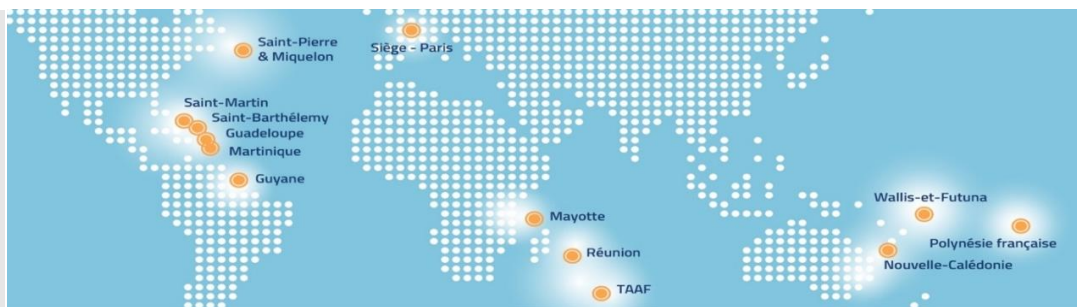 Saint-Pierre
& Miquelon
Siège - Paris
Saint-Martin
Saint-Barthélemy
Guadeloupe
Martinique
Guyane
Mayotte
Réunion
TAAF
Wallis-et-Futuna
Polynésie française
Nouvelle-Calédonie